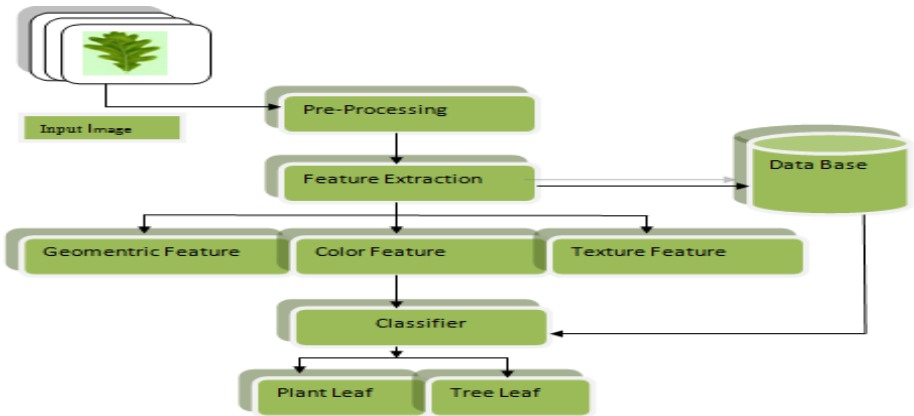 Pre-Processing
Input Image
Feature Extraction
Data Base
Geomentric Feature
Color Feature
Texture Feature
Classifier
Plant Leaf
Tree Leaf